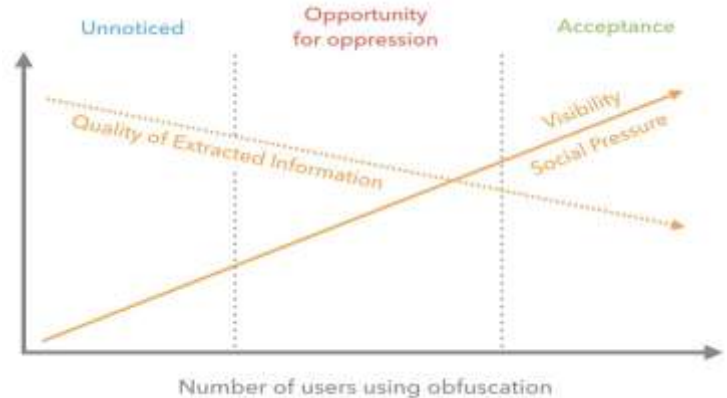 Unnoticed
Opportunity
for oppression
Acceptance
Quality of Extracted Information
Visibility
Social Pressure
Number of users using obfuscation